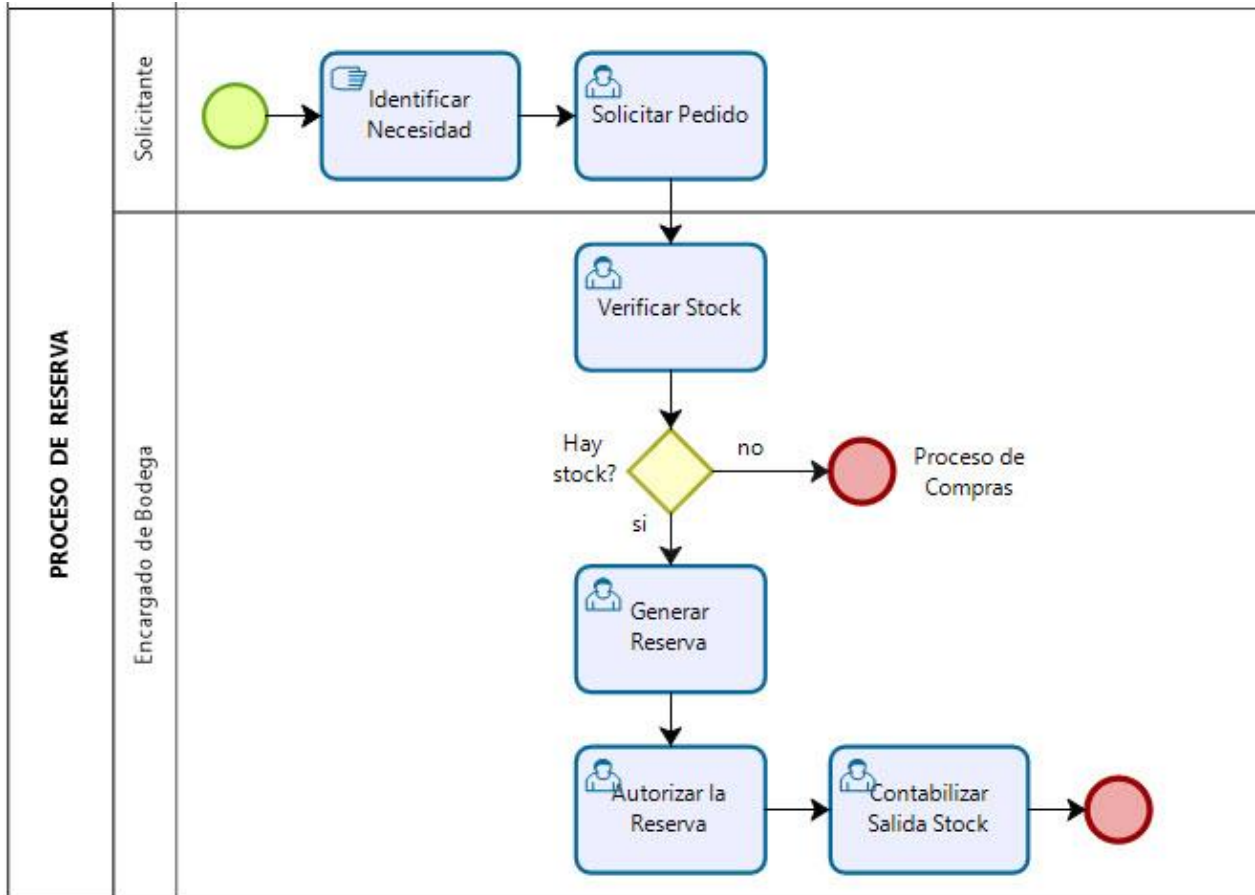 PROCESO DE RESERVA
Solicitante
Identificar
Necesidad
Solicitar Pedido
Encargado de Bodega
Verificar Stock
Hay
stock?
no
Proceso de
Compras
si
Generar
Reserva
Autorizar la
Reserva
Contabilizar
Salida Stock